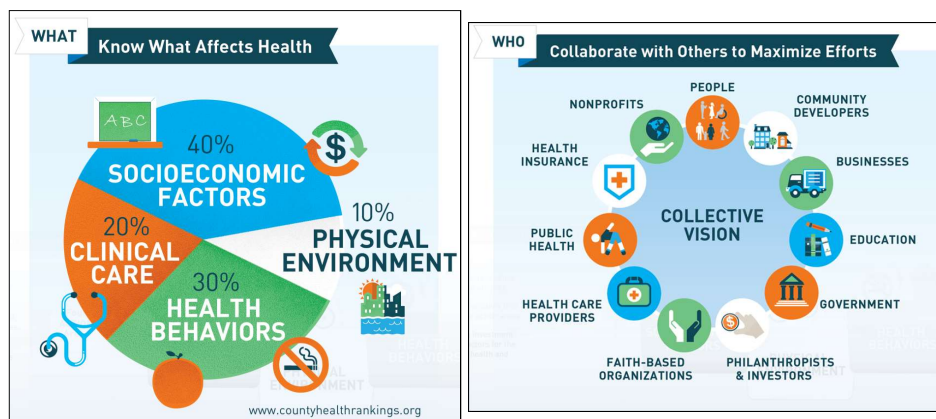 WHAT
Know What Affects Health
ABC
$
40%
SOCIOECONOMIC
FACTORS
10%
PHYSICAL
ENVIRONMENT
20%
CLINICAL
CARE
30%
HEALTH
BEHAVIORS
www.countyhealthrankings.org
WHO
Collaborate with Others to Maximize Efforts
PEOPLE
NONPROFITS
COMMUNITY
DEVELOPERS
HEALTH
INSURANCE
BUSINESSES
COLLECTIVE
VISION
PUBLIC
HEALTH
EDUCATION
HEALTH CARE
PROVIDERS
GOVERNMENT
$
FAITH-BASED
ORGANIZATIONS
PHILANTHROPISTS
& INVESTORS